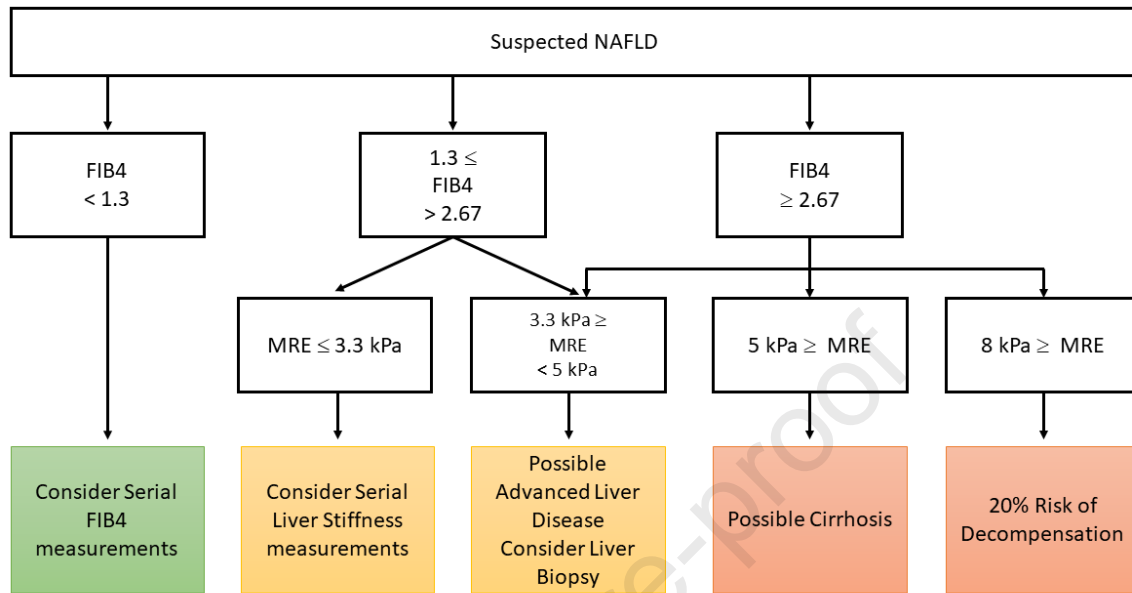 Suspected NAFLD
FIB4
< 1.3
1.3 ≤
FIB4
> 2.67
FIB4
≥ 2.67
MRE ≤ 3.3 kPa
3.3 kPa ≥
MRE
< 5 kPa
5 kPa ≥ MRE
8 kPa ≥ MRE
Consider Serial
FIB4
measurements
Consider Serial
Liver Stiffness
measurements
Possible
Advanced Liver
Disease
Consider Liver
Biopsy
Possible Cirrhosis
20% Risk of
Decompensation
e-proof